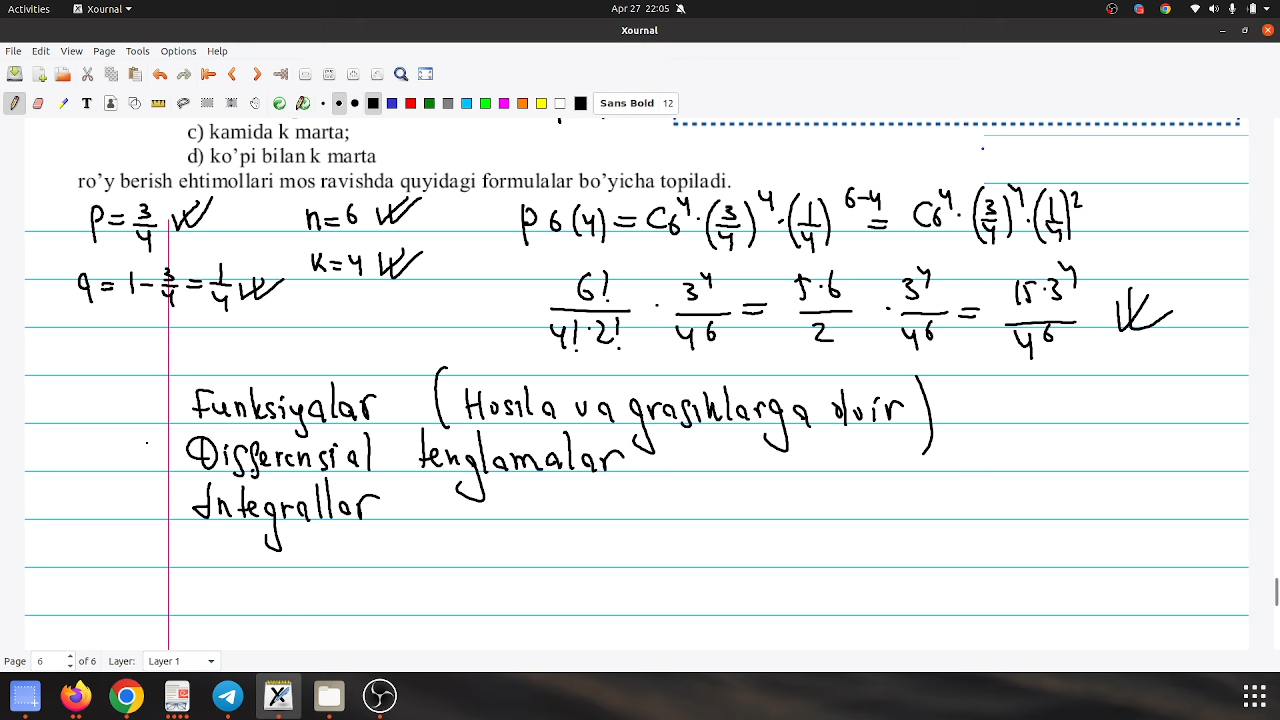 Activities Xournal Apr 27 22:05
Xournal
File Edit View Page Tools Options Help
Sans Bold 12
c) kamida k marta;
d) ko’pi bilan k marta
ro’y berish ehtimollari mos ravishda quyidagi formulalar bo’yicha topiladi.
p = 3/4 n=6 P6(4) = C6^4 · (3/4)^4 · (1/4)^6-4 = C6^4 · (3/4)^4 · (1/4)^2
q = 1 - 3/4 = 1/4 k=4
6!/4!·2! · 3^4/4^6 = 5·6/2 · 3^4/4^6 = 15·3^4/4^6
Funksiyalar (Hosila va grafiklarga doir)
Differensial tenglamalar
Integrallar
Page 6 of 6 Layer: Layer 1